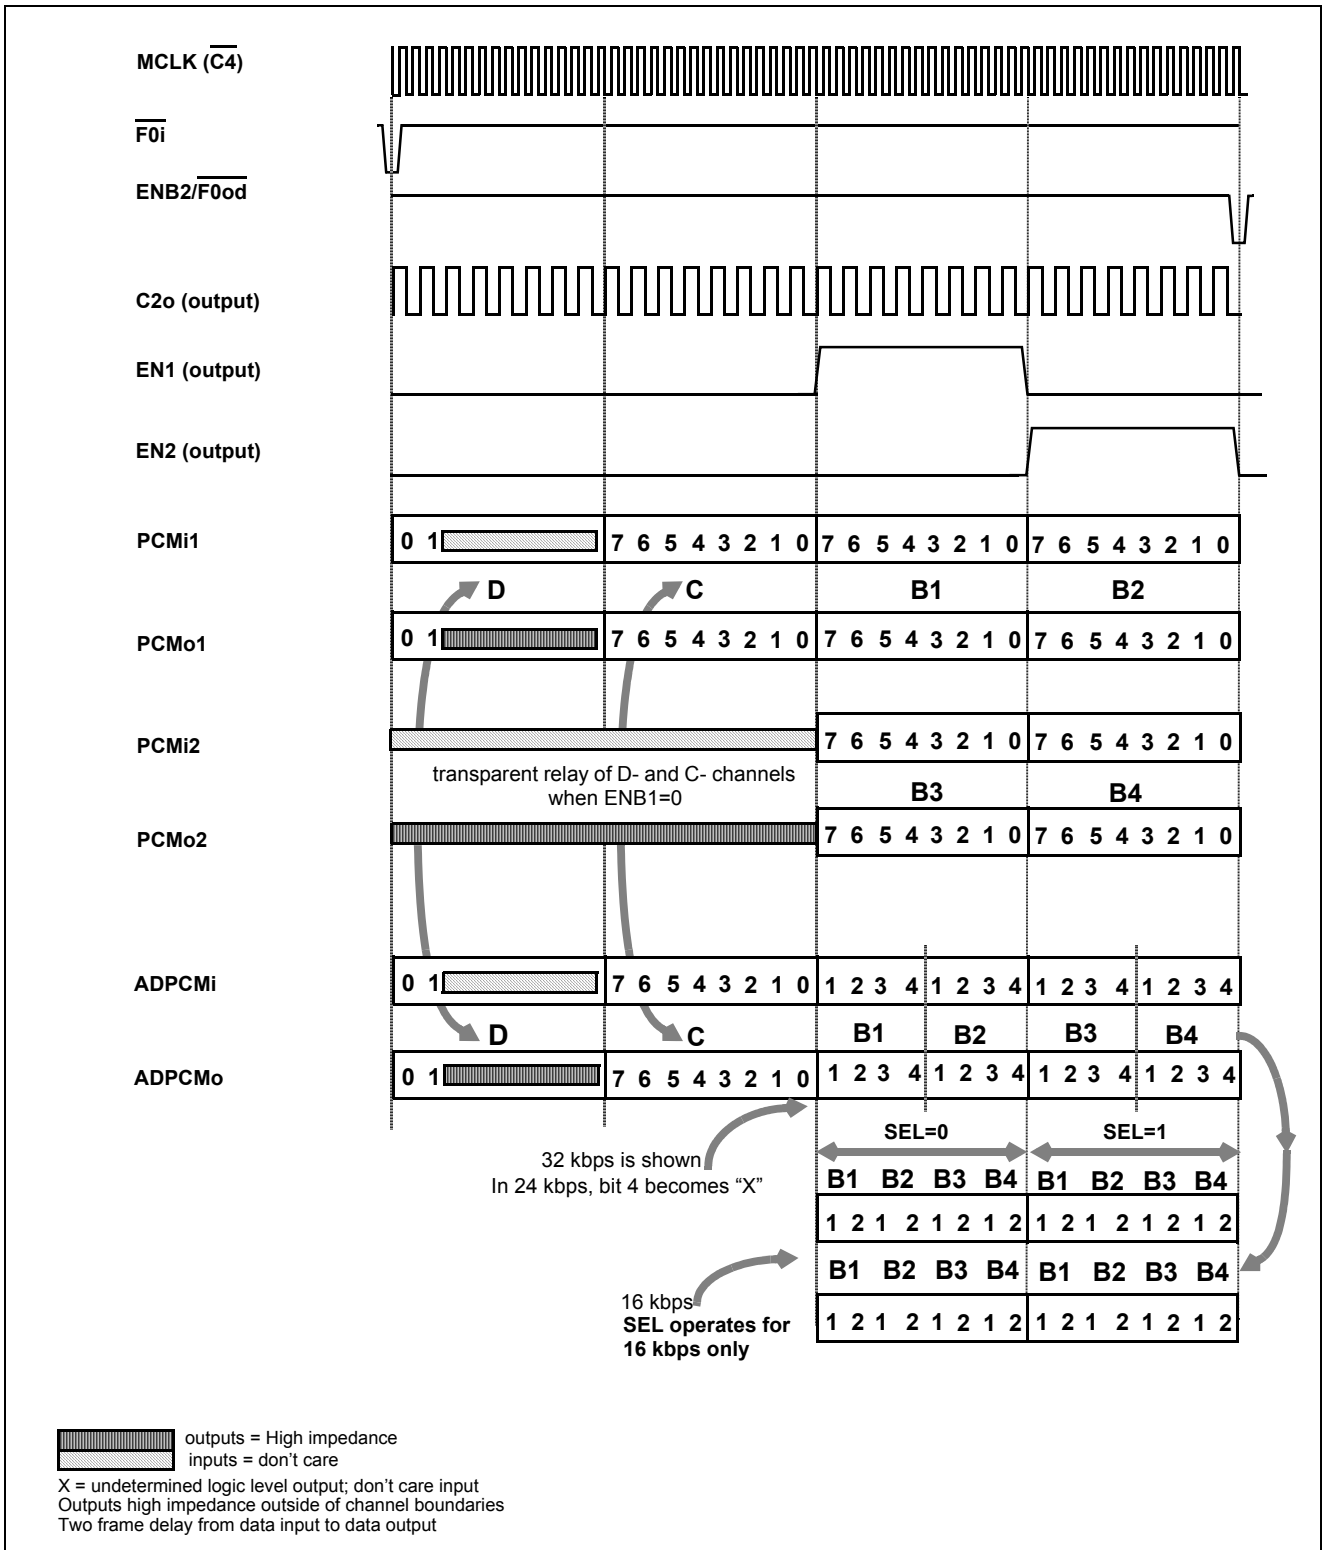 MCLK (C4)
F0i
ENB2/F0od
C2o (output)
EN1 (output)
EN2 (output)
PCMi1 0 1 7 6 5 4 3 2 1 0 7 6 5 4 3 2 1 0 7 6 5 4 3 2 1 0
D C B1 B2
PCMo1 0 1 7 6 5 4 3 2 1 0 7 6 5 4 3 2 1 0 7 6 5 4 3 2 1 0
PCMi2 7 6 5 4 3 2 1 0 7 6 5 4 3 2 1 0
transparent relay of D- and C- channels
when ENB1=0
B3 B4
PCMo2 7 6 5 4 3 2 1 0 7 6 5 4 3 2 1 0
ADPCMi 0 1 7 6 5 4 3 2 1 0 1 2 3 4 1 2 3 4 1 2 3 4 1 2 3 4
D C B1 B2 B3 B4
ADPCMo 0 1 7 6 5 4 3 2 1 0 1 2 3 4 1 2 3 4 1 2 3 4 1 2 3 4
SEL=0 SEL=1
32 kbps is shown
In 24 kbps, bit 4 becomes “X”
B1 B2 B3 B4 B1 B2 B3 B4
1 2 1 2 1 2 1 2 1 2 1 2 1 2 1 2
B1 B2 B3 B4 B1 B2 B3 B4
16 kbps
SEL operates for
16 kbps only
1 2 1 2 1 2 1 2 1 2 1 2 1 2 1 2
outputs = High impedance
inputs = don’t care
X = undetermined logic level output; don’t care input
Outputs high impedance outside of channel boundaries
Two frame delay from data input to data output